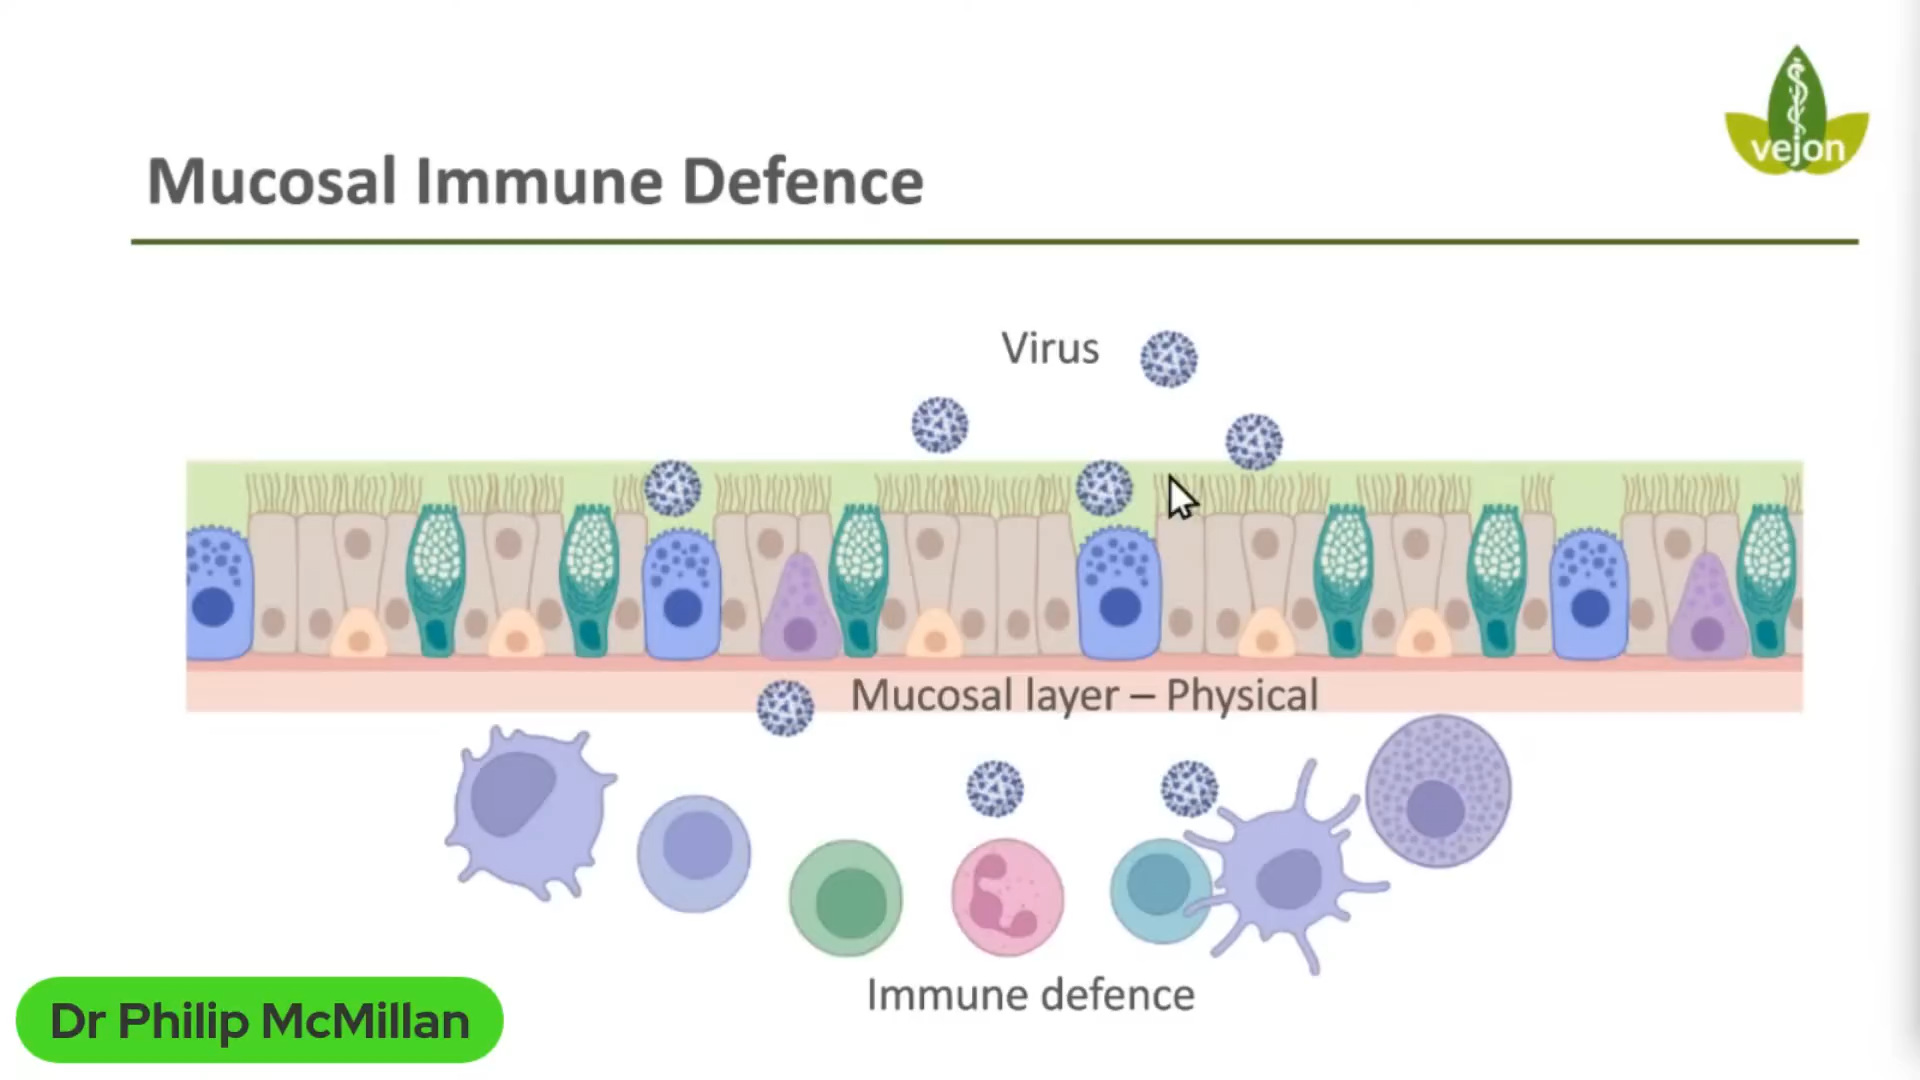 vejon
Mucosal Immune Defence
Virus
Mucosal layer – Physical
Immune defence
Dr Philip McMillan